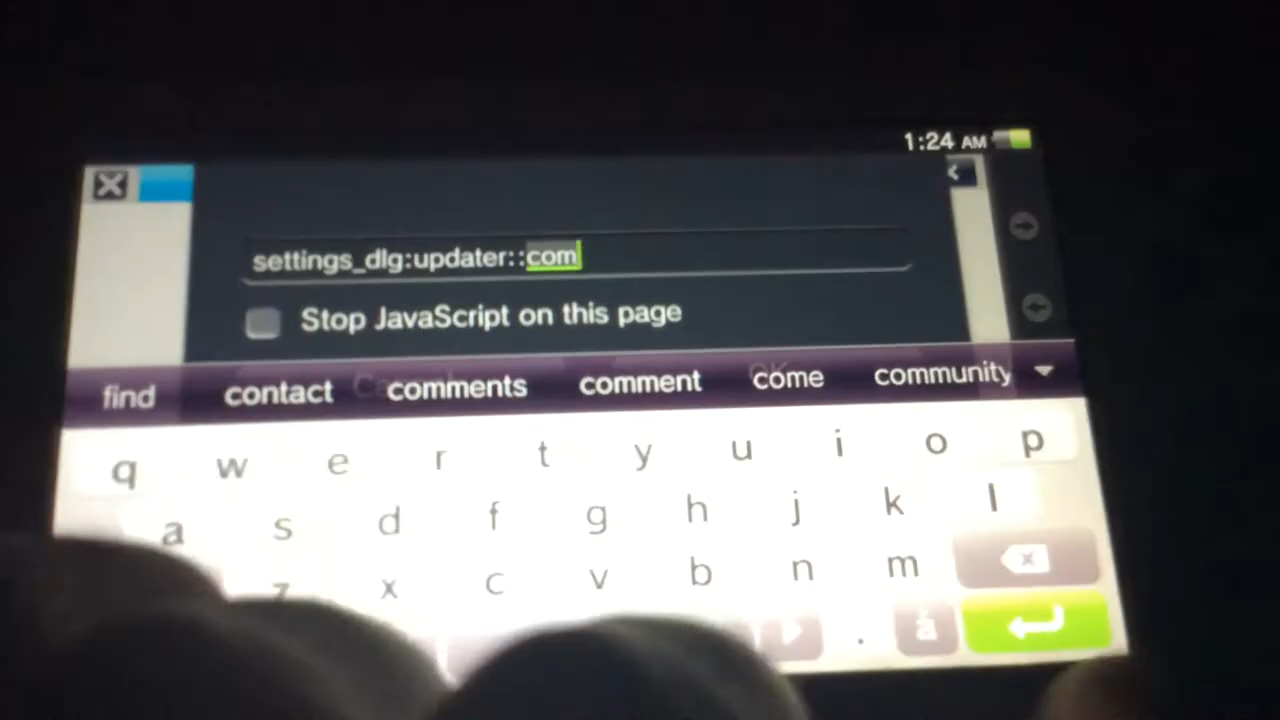 1:24 AM
settings_dlg:updater::com
Stop JavaScript on this page
find contact comments comment come community
q w e r t y u i o p
a s d f g h j k l
z x c v b n m
. á